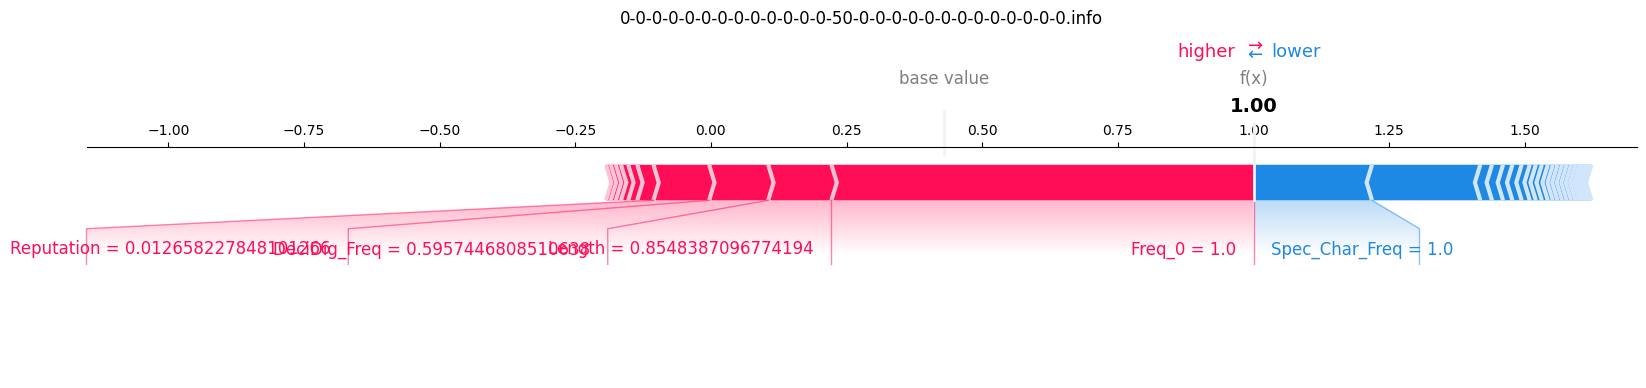 0-0-0-0-0-0-0-0-0-0-0-0-0-50-0-0-0-0-0-0-0-0-0-0-0-0-0.info
higher ⇄ lower
base value
f(x)
1.00
−1.00 −0.75 −0.50 −0.25 0.00 0.25 0.50 0.75 1.00 1.25 1.50
Reputation = 0.012658227848101266
= 0.5957446808510638
Length = 0.8548387096774194
Freq_0 = 1.0
Spec_Char_Freq = 1.0